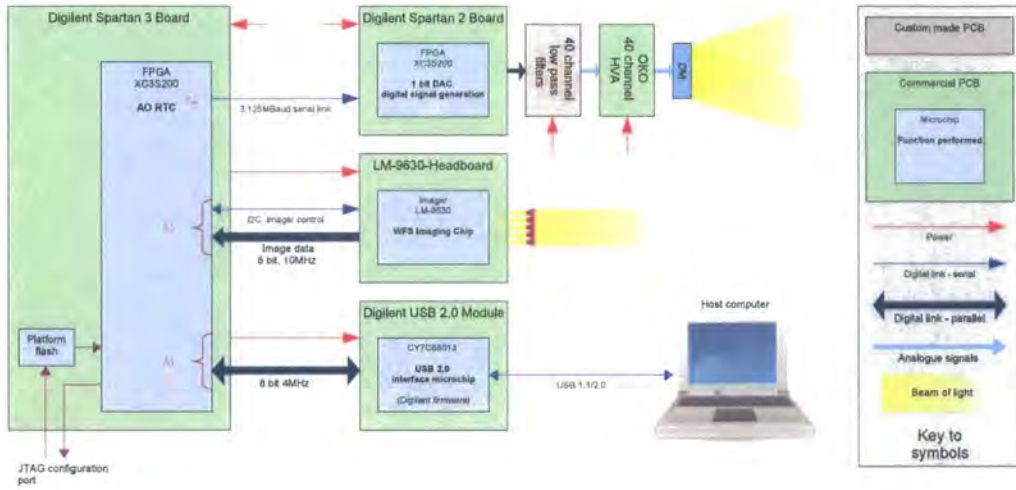 Digilent Spartan 3 Board
FPGA
XC3S200
AO RTC
Platform
flash
JTAG configuration
port
3.125MBaud serial link
I2C. Imager control
Image data
8 bit, 10MHz
8 bit 4MHz
Digilent Spartan 2 Board
FPGA
XC3S200
1 bit DAC
digital signal generation
40 channel
low pass
filters
OKO
40 channel
HVA
DM
LM-9630-Headboard
Imager
LM-9630
WFS Imaging Chip
Digilent USB 2.0 Module
CY7C68013
USB 2.0
interface microchip
(Digilent firmware)
USB 1.1/2.0
Host computer
Custom made PCB
Commercial PCB
Microchip
Function performed
Power
Digital link - serial
Digital link - parallel
Analogue signals
Beam of light
Key to
symbols